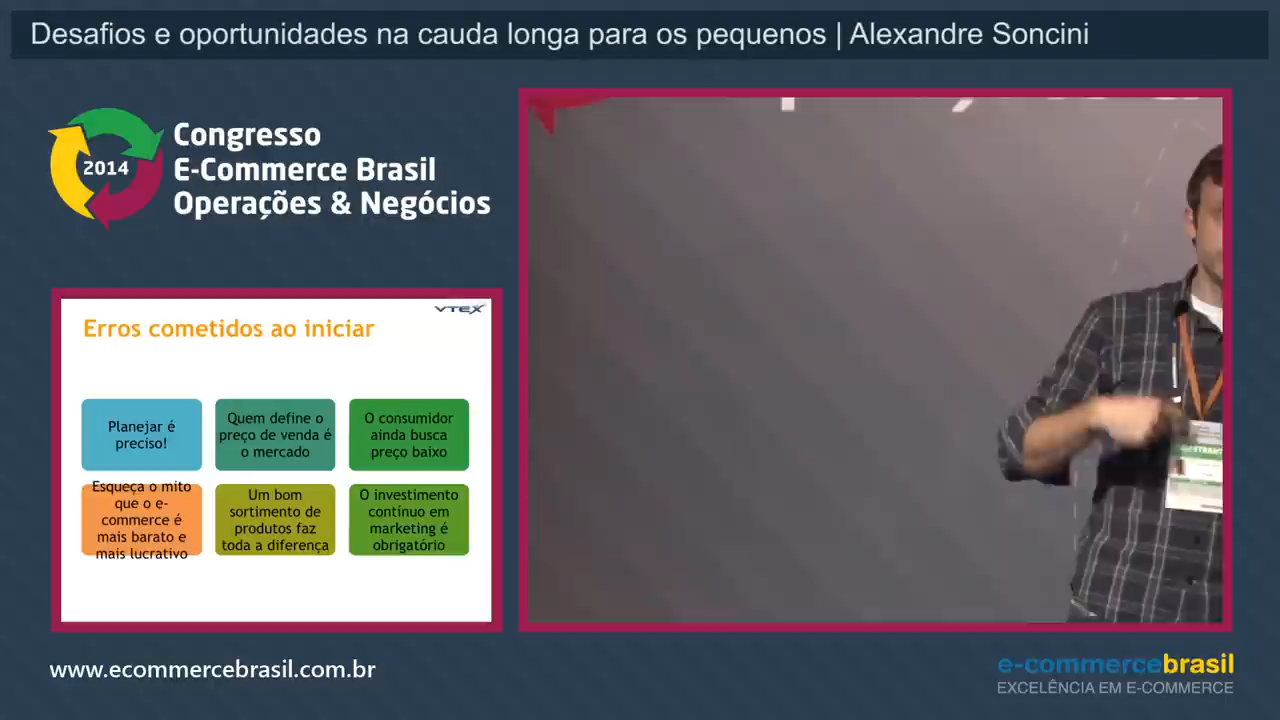 Desafios e oportunidades na cauda longa para os pequenos | Alexandre Soncini
2014
Congresso
E-Commerce Brasil
Operações & Negócios
VTEX
Erros cometidos ao iniciar
Planejar é
preciso!
Quem define o
preço de venda é
o mercado
O consumidor
ainda busca
preço baixo
Esqueça o mito
que o e-
commerce é
mais barato e
mais lucrativo
Um bom
sortimento de
produtos faz
toda a diferença
O investimento
contínuo em
marketing é
obrigatório
www.ecommercebrasil.com.br
e-commercebrasil
EXCELÊNCIA EM E-COMMERCE